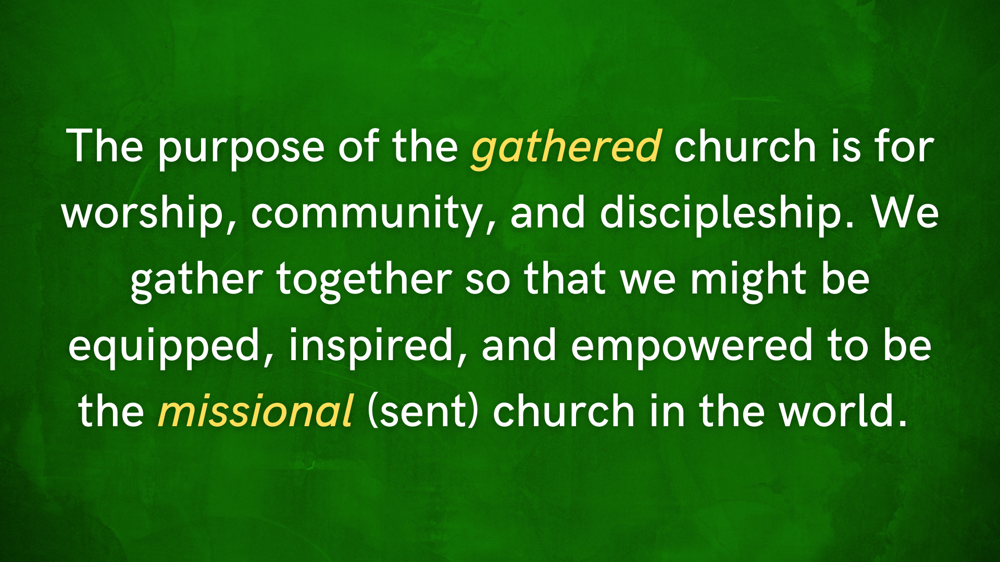 The purpose of the gathered church is for
worship, community, and discipleship. We
gather together so that we might be
equipped, inspired, and empowered to be
the missional (sent) church in the world.